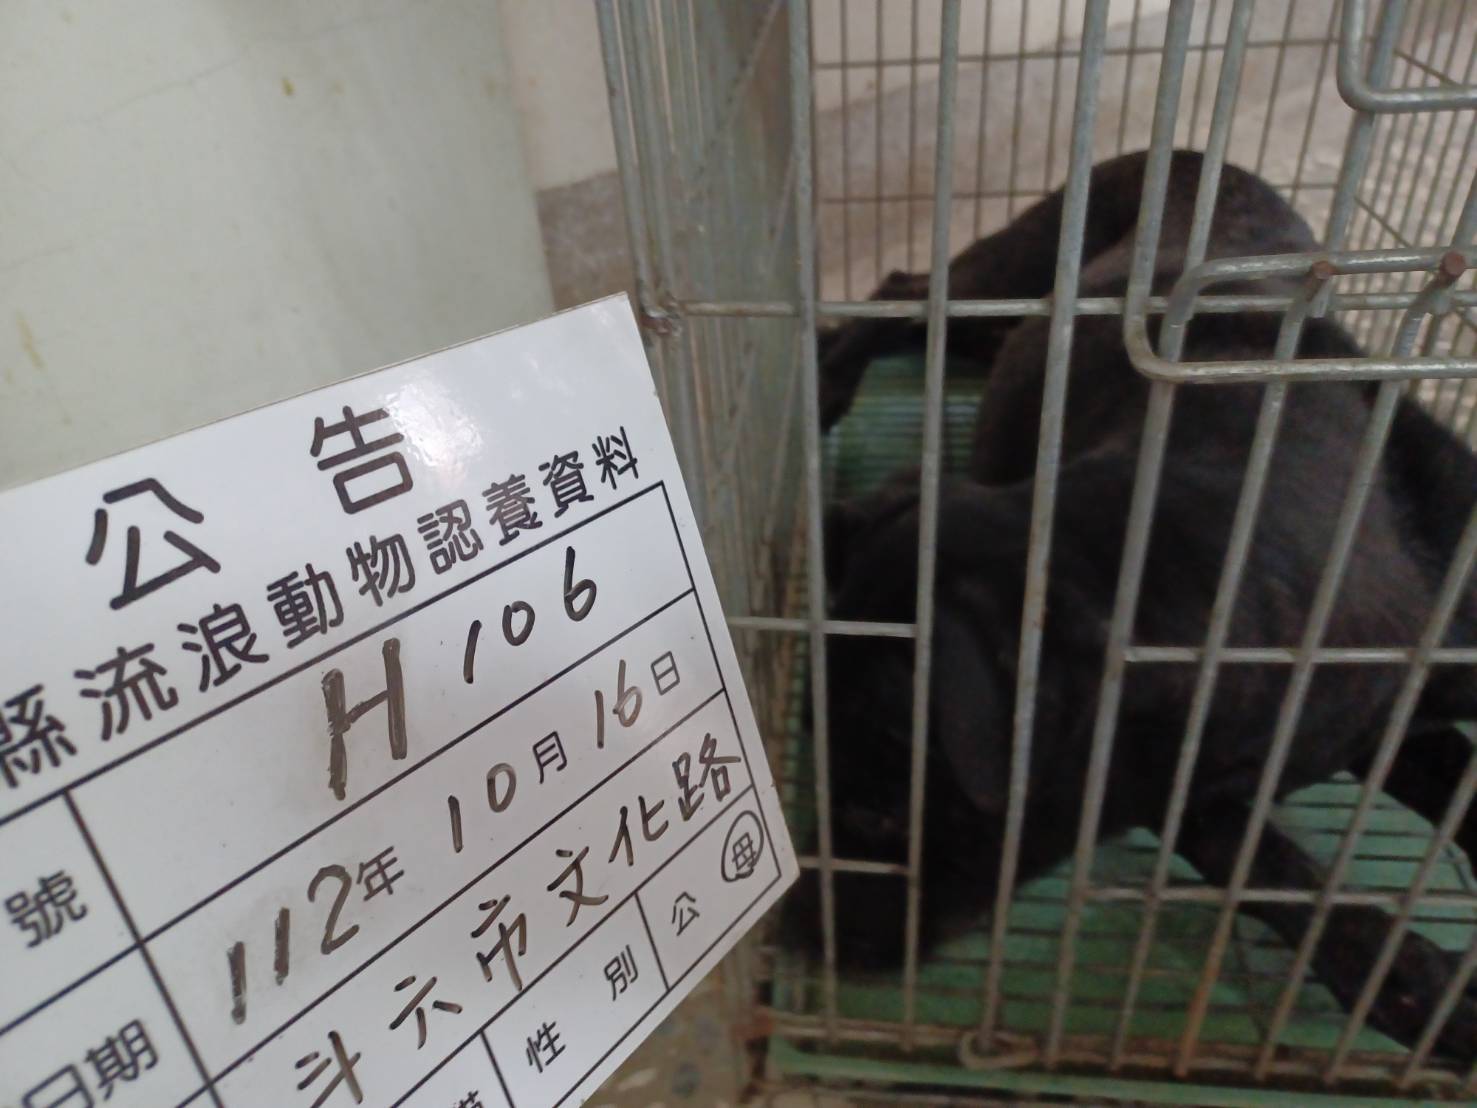 公告
縣流浪動物認養資料
號 H106
日期 112年10月16日
斗六市文化路
性別 公 母